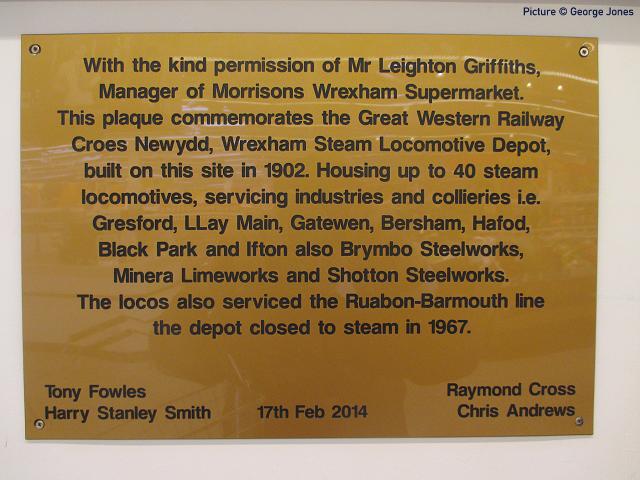 Picture © George Jones
With the kind permission of Mr Leighton Griffiths,
Manager of Morrisons Wrexham Supermarket.
This plaque commemorates the Great Western Railway
Croes Newydd, Wrexham Steam Locomotive Depot,
built on this site in 1902. Housing up to 40 steam
locomotives, servicing industries and collieries i.e.
Gresford, LLay Main, Gatewen, Bersham, Hafod,
Black Park and Ifton also Brymbo Steelworks,
Minera Limeworks and Shotton Steelworks.
The locos also serviced the Ruabon-Barmouth line
the depot closed to steam in 1967.
Tony Fowles
Harry Stanley Smith
17th Feb 2014
Raymond Cross
Chris Andrews